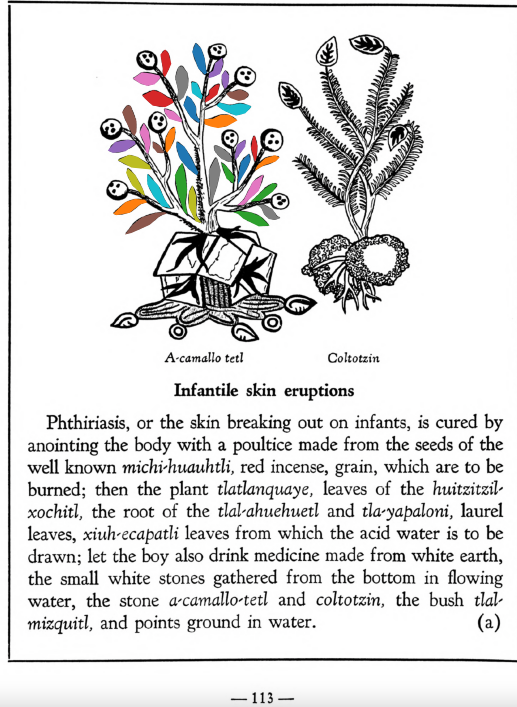 A-camallo tetl
Coltotzin
Infantile skin eruptions
Phthiriasis, or the skin breaking out on infants, is cured by
anointing the body with a poultice made from the seeds of the
well known michi-huauhtli, red incense, grain, which are to be
burned; then the plant tlatlanquaye, leaves of the huitzitzil-
xochitl, the root of the tlal-ahuehuetl and tla-yapaloni, laurel
leaves, xiuh-ecapatli leaves from which the acid water is to be
drawn; let the boy also drink medicine made from white earth,
the small white stones gathered from the bottom in flowing
water, the stone a-camallo-tetl and coltotzin, the bush tlal-
mizquitl, and points ground in water. (a)
— 113 —